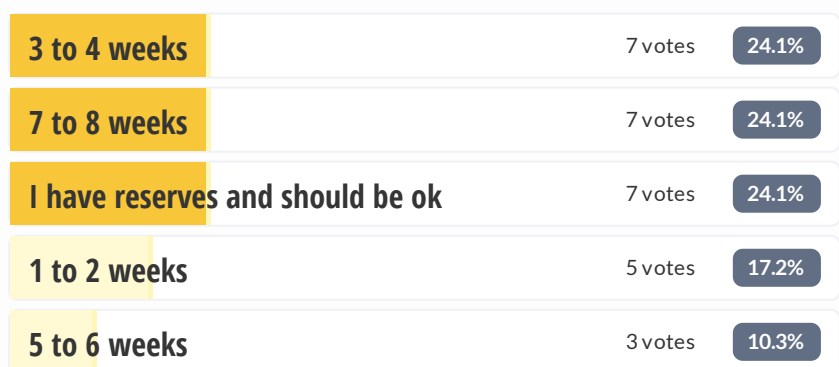 3 to 4 weeks 7 votes 24.1%
7 to 8 weeks 7 votes 24.1%
I have reserves and should be ok 7 votes 24.1%
1 to 2 weeks 5 votes 17.2%
5 to 6 weeks 3 votes 10.3%